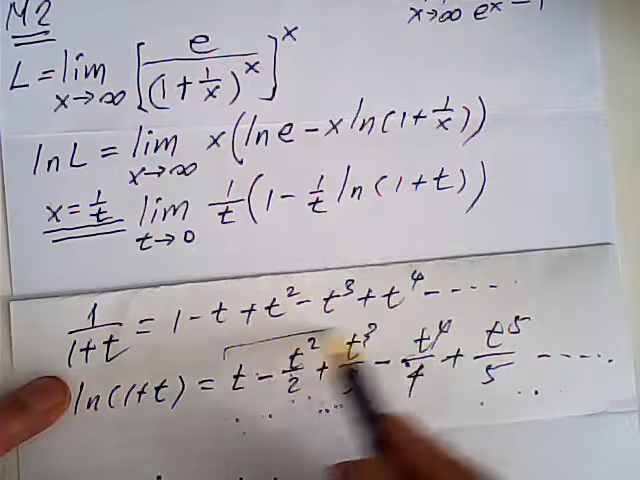 M2
x→∞ eˣ − 1
L = lim x→∞ [e / (1 + 1/x)ˣ]ˣ
ln L = lim x→∞ x(ln e − x ln(1 + 1/x))
x = 1/t lim t→0 1/t (1 − 1/t ln(1 + t))
1/(1+t) = 1 − t + t² − t³ + t⁴ − ----
ln(1+t) = t − t²/2 + t³/ − t⁴/4 + t⁵/5 ----..